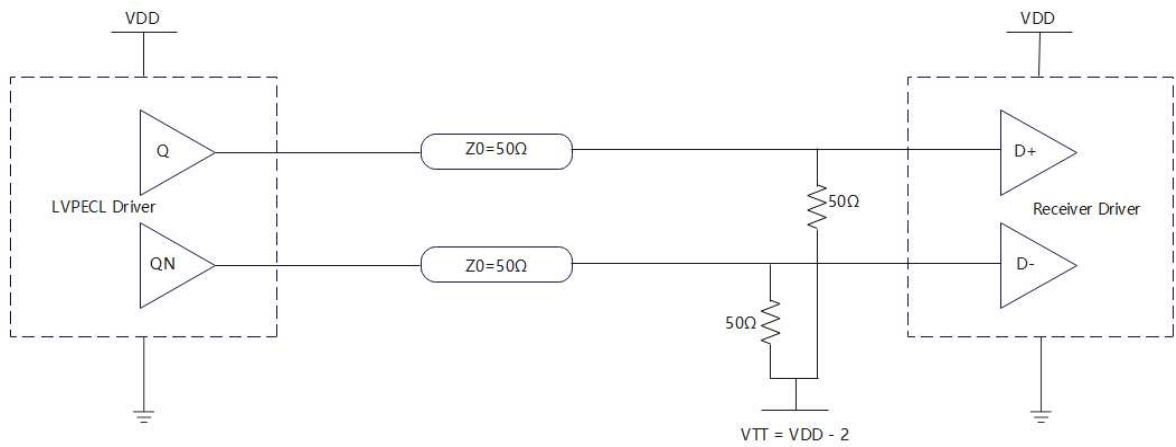 VDD
VDD
Q
Z0=50Ω
D+
50Ω
LVPECL Driver
Receiver Driver
QN
Z0=50Ω
D-
50Ω
VTT = VDD - 2